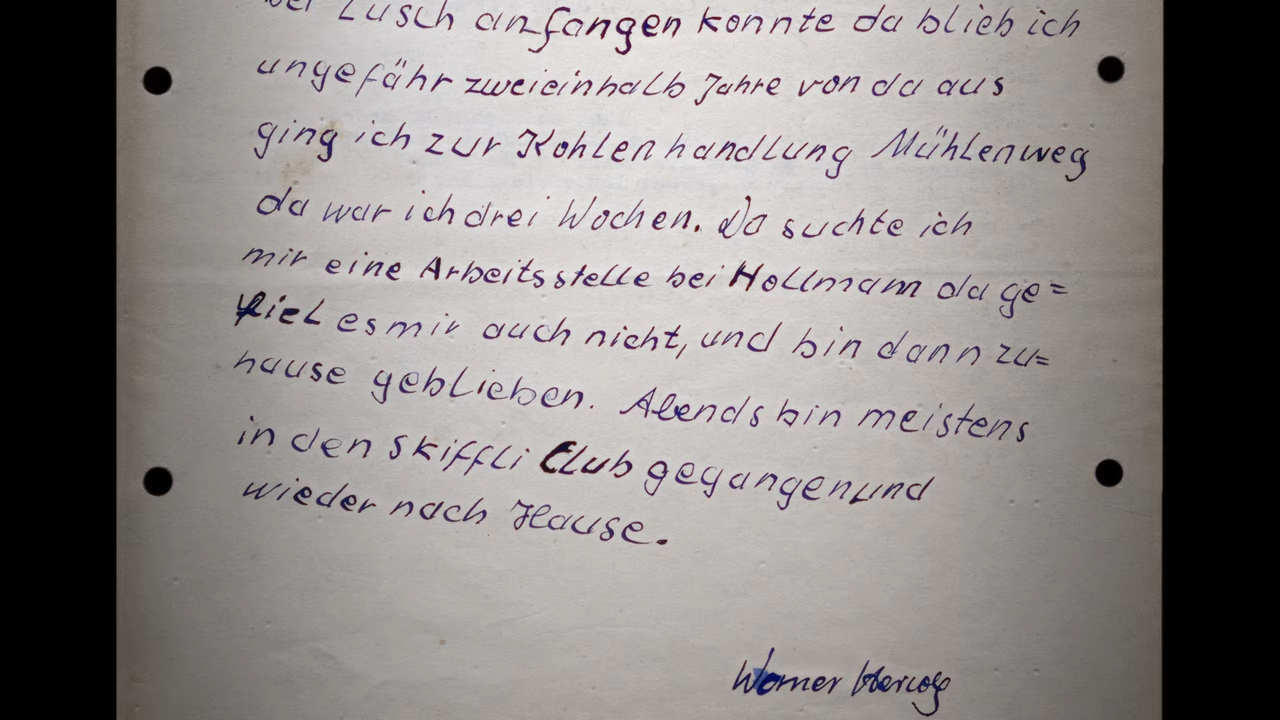 bei Lusch anfangen konnte da blieb ich
ungefähr zweieinhalb Jahre von da aus
ging ich zur Kohlenhandlung Mühlenweg
da war ich drei Wochen. Da suchte ich
mir eine Arbeitsstelle bei Hollmann da ge=
fiel es mir auch nicht, und bin dann zu=
hause geblieben. Abends bin meistens
in den Skiffli Club gegangen und
wieder nach Hause.
Werner Herzog